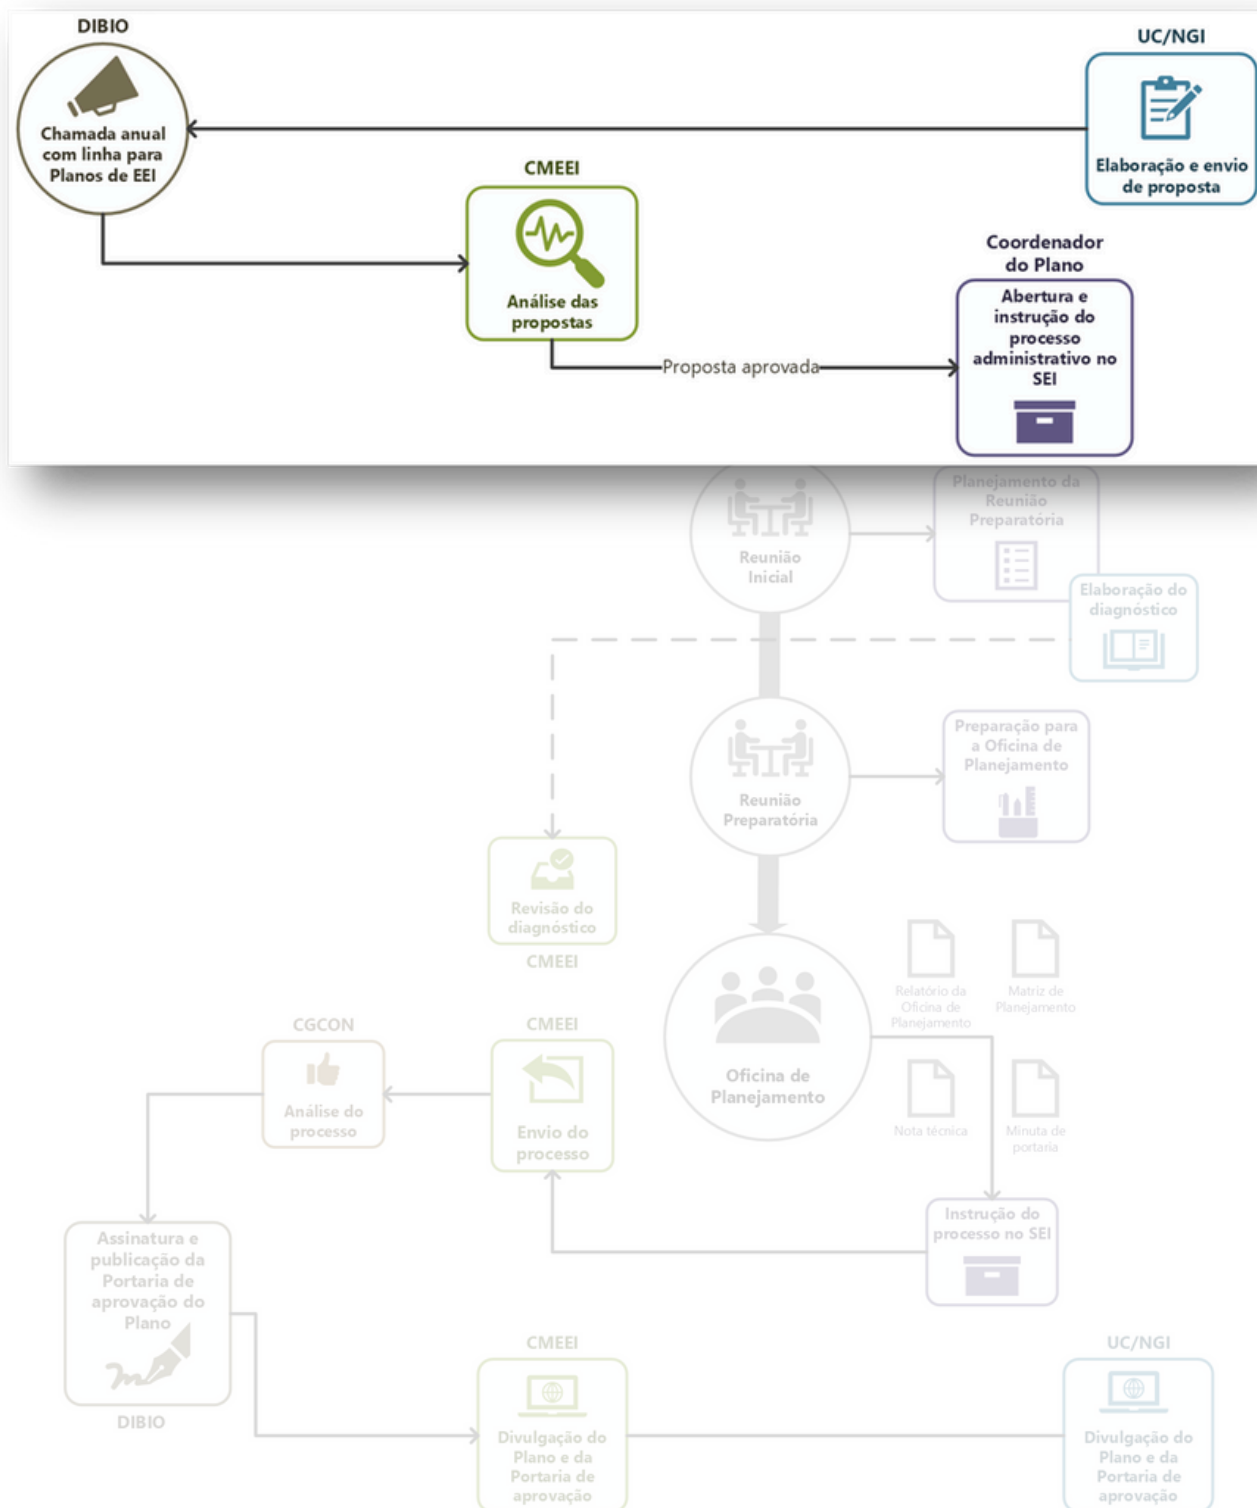 DIBIO
Chamada anual
com linha para
Planos de EEI
UC/NGI
Elaboração e envio
de proposta
CMEEI
Análise das
propostas
Proposta aprovada
Coordenador
do Plano
Abertura e
instrução do
processo
administrativo no
SEI
Reunião
Inicial
Planejamento da
Reunião
Preparatória
Elaboração do
diagnóstico
Reunião
Preparatória
Preparação para
a Oficina de
Planejamento
Revisão do
diagnóstico
CMEEI
Oficina de
Planejamento
Relatório da
Oficina de
Planejamento
Matriz de
Planejamento
Nota técnica
Minuta de
portaria
Instrução do
processo no SEI
CMEEI
Envio do
processo
CGCON
Análise do
processo
Assinatura e
publicação da
Portaria de
aprovação do
Plano
DIBIO
CMEEI
Divulgação do
Plano e da
Portaria de
aprovação
UC/NGI
Divulgação do
Plano e da
Portaria de
aprovação